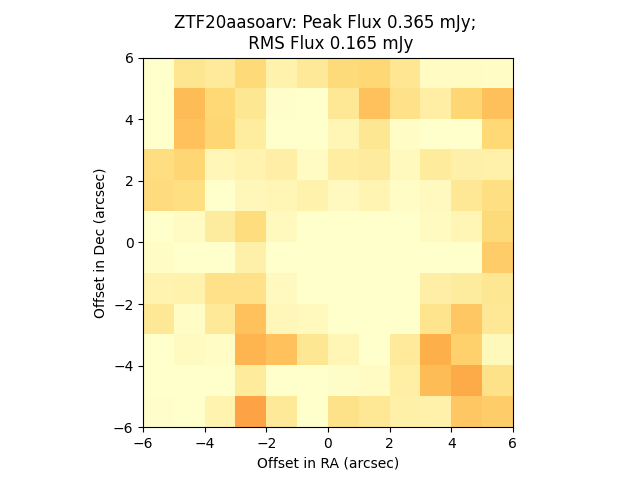 ZTF20aasoarv: Peak Flux 0.365 mJy;
RMS Flux 0.165 mJy
6
4
2
0
−2
−4
−6
Offset in Dec (arcsec)
−6 −4 −2 0 2 4 6
Offset in RA (arcsec)